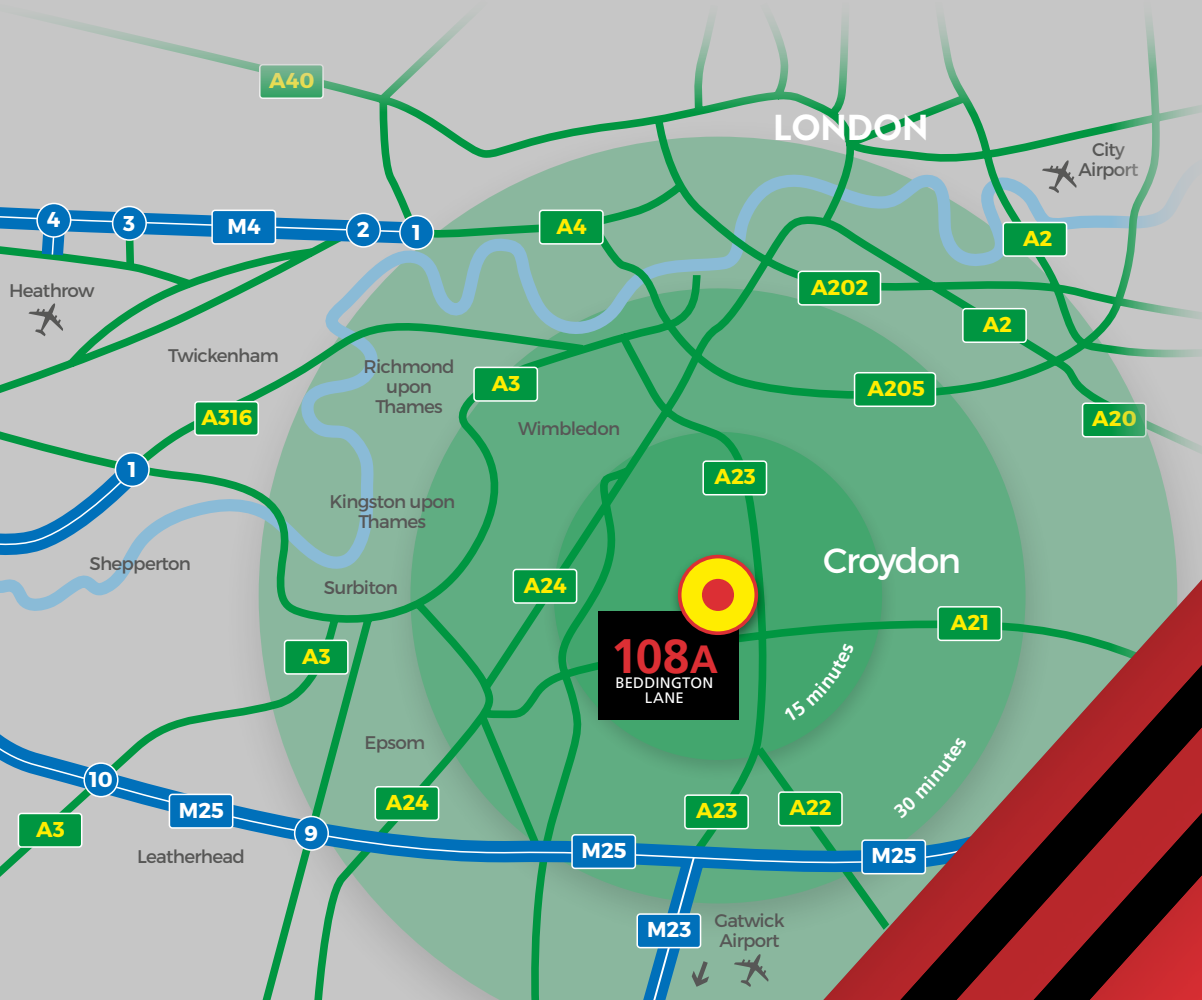 A40
LONDON
City
Airport
4
3
M4
2
1
A4
A2
Heathrow
A202
A2
Twickenham
Richmond
upon
Thames
A3
A205
A316
A20
Wimbledon
1
A23
Kingston upon
Thames
Shepperton
Croydon
Surbiton
A24
A21
A3
108A
BEDDINGTON
LANE
15 minutes
Epsom
30 minutes
10
M25
A24
A23
A22
A3
9
Leatherhead
M25
M25
M23
Gatwick
Airport